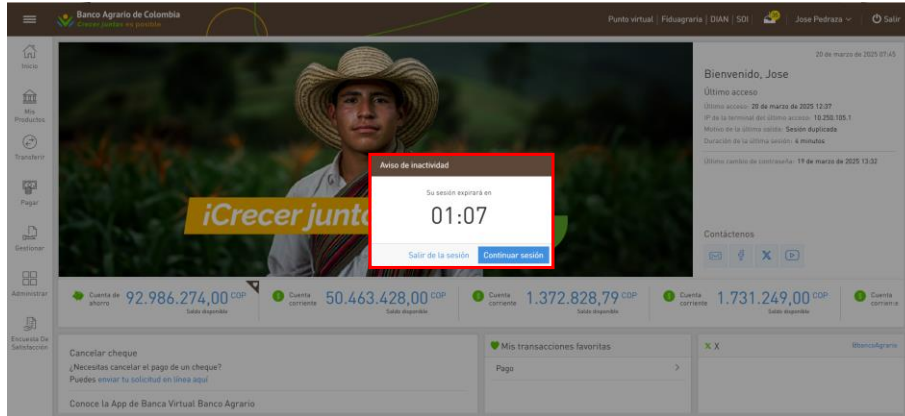 Banco Agrario de Colombia
Crecer juntos es posible
Punto virtual | Fiduagraria | DIAN | SOI
Jose Pedraza
Salir
Inicio
Mis
Productos
Transferir
Pagar
Gestionar
Administrar
Encuesta De
Satisfacción
¡Crecer junto
20 de marzo de 2025 07:45
Bienvenido, Jose
Último acceso
Último acceso: 20 de marzo de 2025 12:07
IP de la terminal del último acceso: 10.250.105.1
Motivo de la última salida: Sesión duplicada
Duración de la última sesión: 6 minutos
Último cambio de contraseña: 19 de marzo de 2025 13:32
Contáctenos
Aviso de inactividad
Su sesión expirará en
01:07
Salir de la sesión
Continuar sesión
Cuenta de
ahorro
92.986.274,00 COP
Saldo disponible
Cuenta
corriente
50.463.428,00 COP
Saldo disponible
Cuenta
corriente
1.372.828,79 COP
Saldo disponible
Cuenta
corriente
1.731.249,00 COP
Saldo disponible
Cuenta
corriente
Cancelar cheque
¿Necesitas cancelar el pago de un cheque?
Puedes enviar tu solicitud en línea aquí
Conoce la App de Banca Virtual Banco Agrario
Mis transacciones favoritas
Pago
X
@bancoAgrario